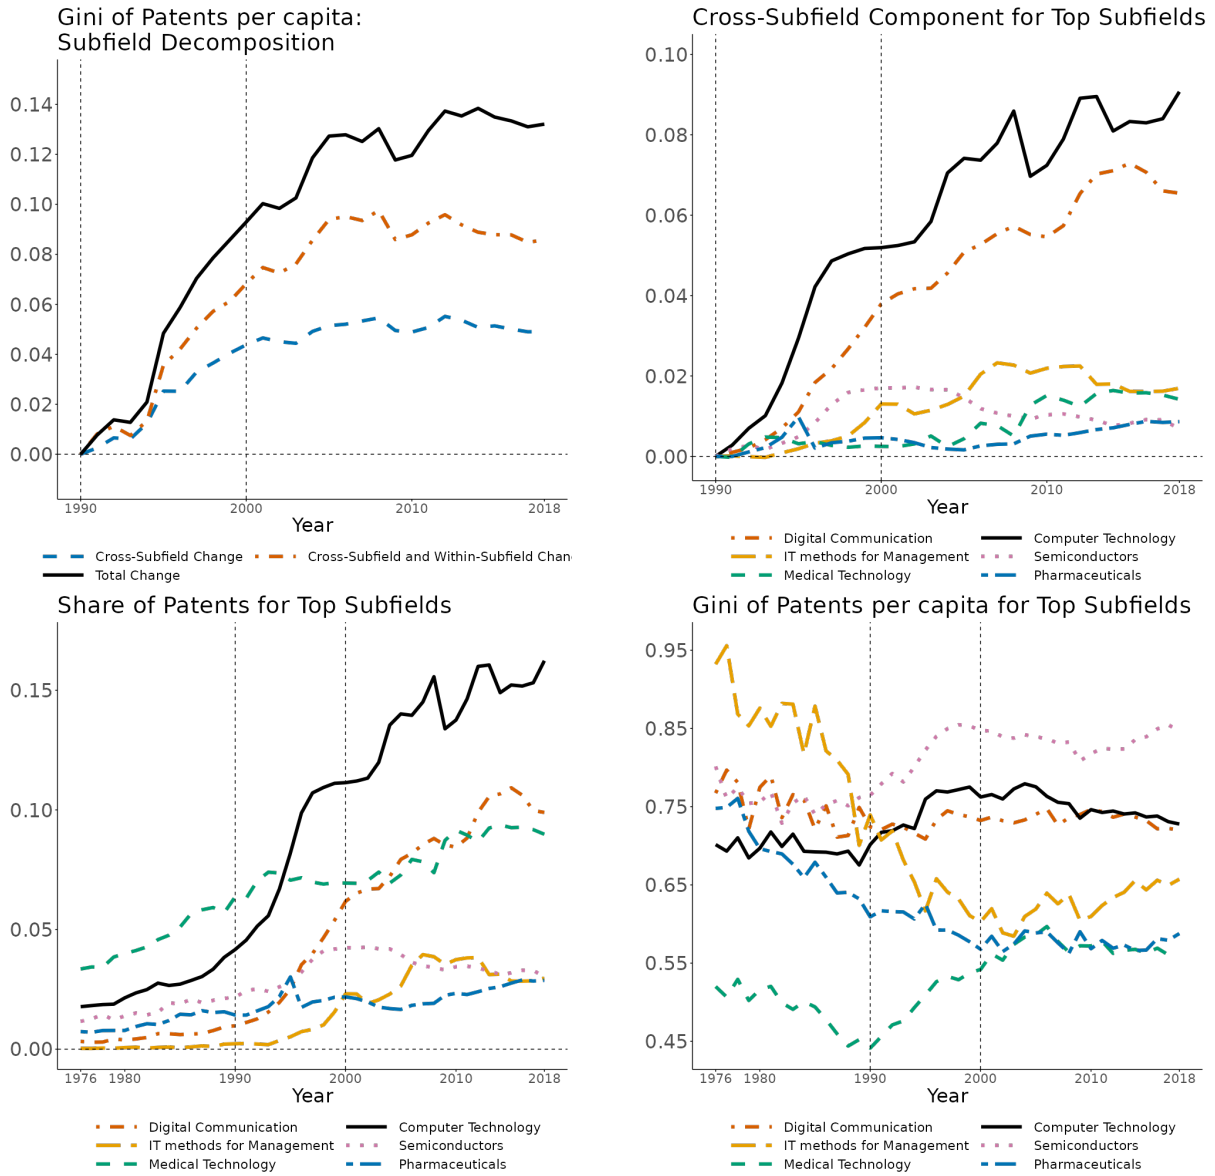 Gini of Patents per capita:
Subfield Decomposition
0.14
0.12
0.10
0.08
0.06
0.04
0.02
0.00
1990
2000
2010
2018
Year
Cross-Subfield Change
Cross-Subfield and Within-Subfield Chan
Total Change
Cross-Subfield Component for Top Subfields
0.10
0.08
0.06
0.04
0.02
0.00
1990
2000
2010
2018
Year
Digital Communication
Computer Technology
IT methods for Management
Semiconductors
Medical Technology
Pharmaceuticals
Share of Patents for Top Subfields
0.15
0.10
0.05
0.00
1976
1980
1990
2000
2010
2018
Year
Digital Communication
Computer Technology
IT methods for Management
Semiconductors
Medical Technology
Pharmaceuticals
Gini of Patents per capita for Top Subfields
0.95
0.85
0.75
0.65
0.55
0.45
1976
1980
1990
2000
2010
2018
Year
Digital Communication
Computer Technology
IT methods for Management
Semiconductors
Medical Technology
Pharmaceuticals